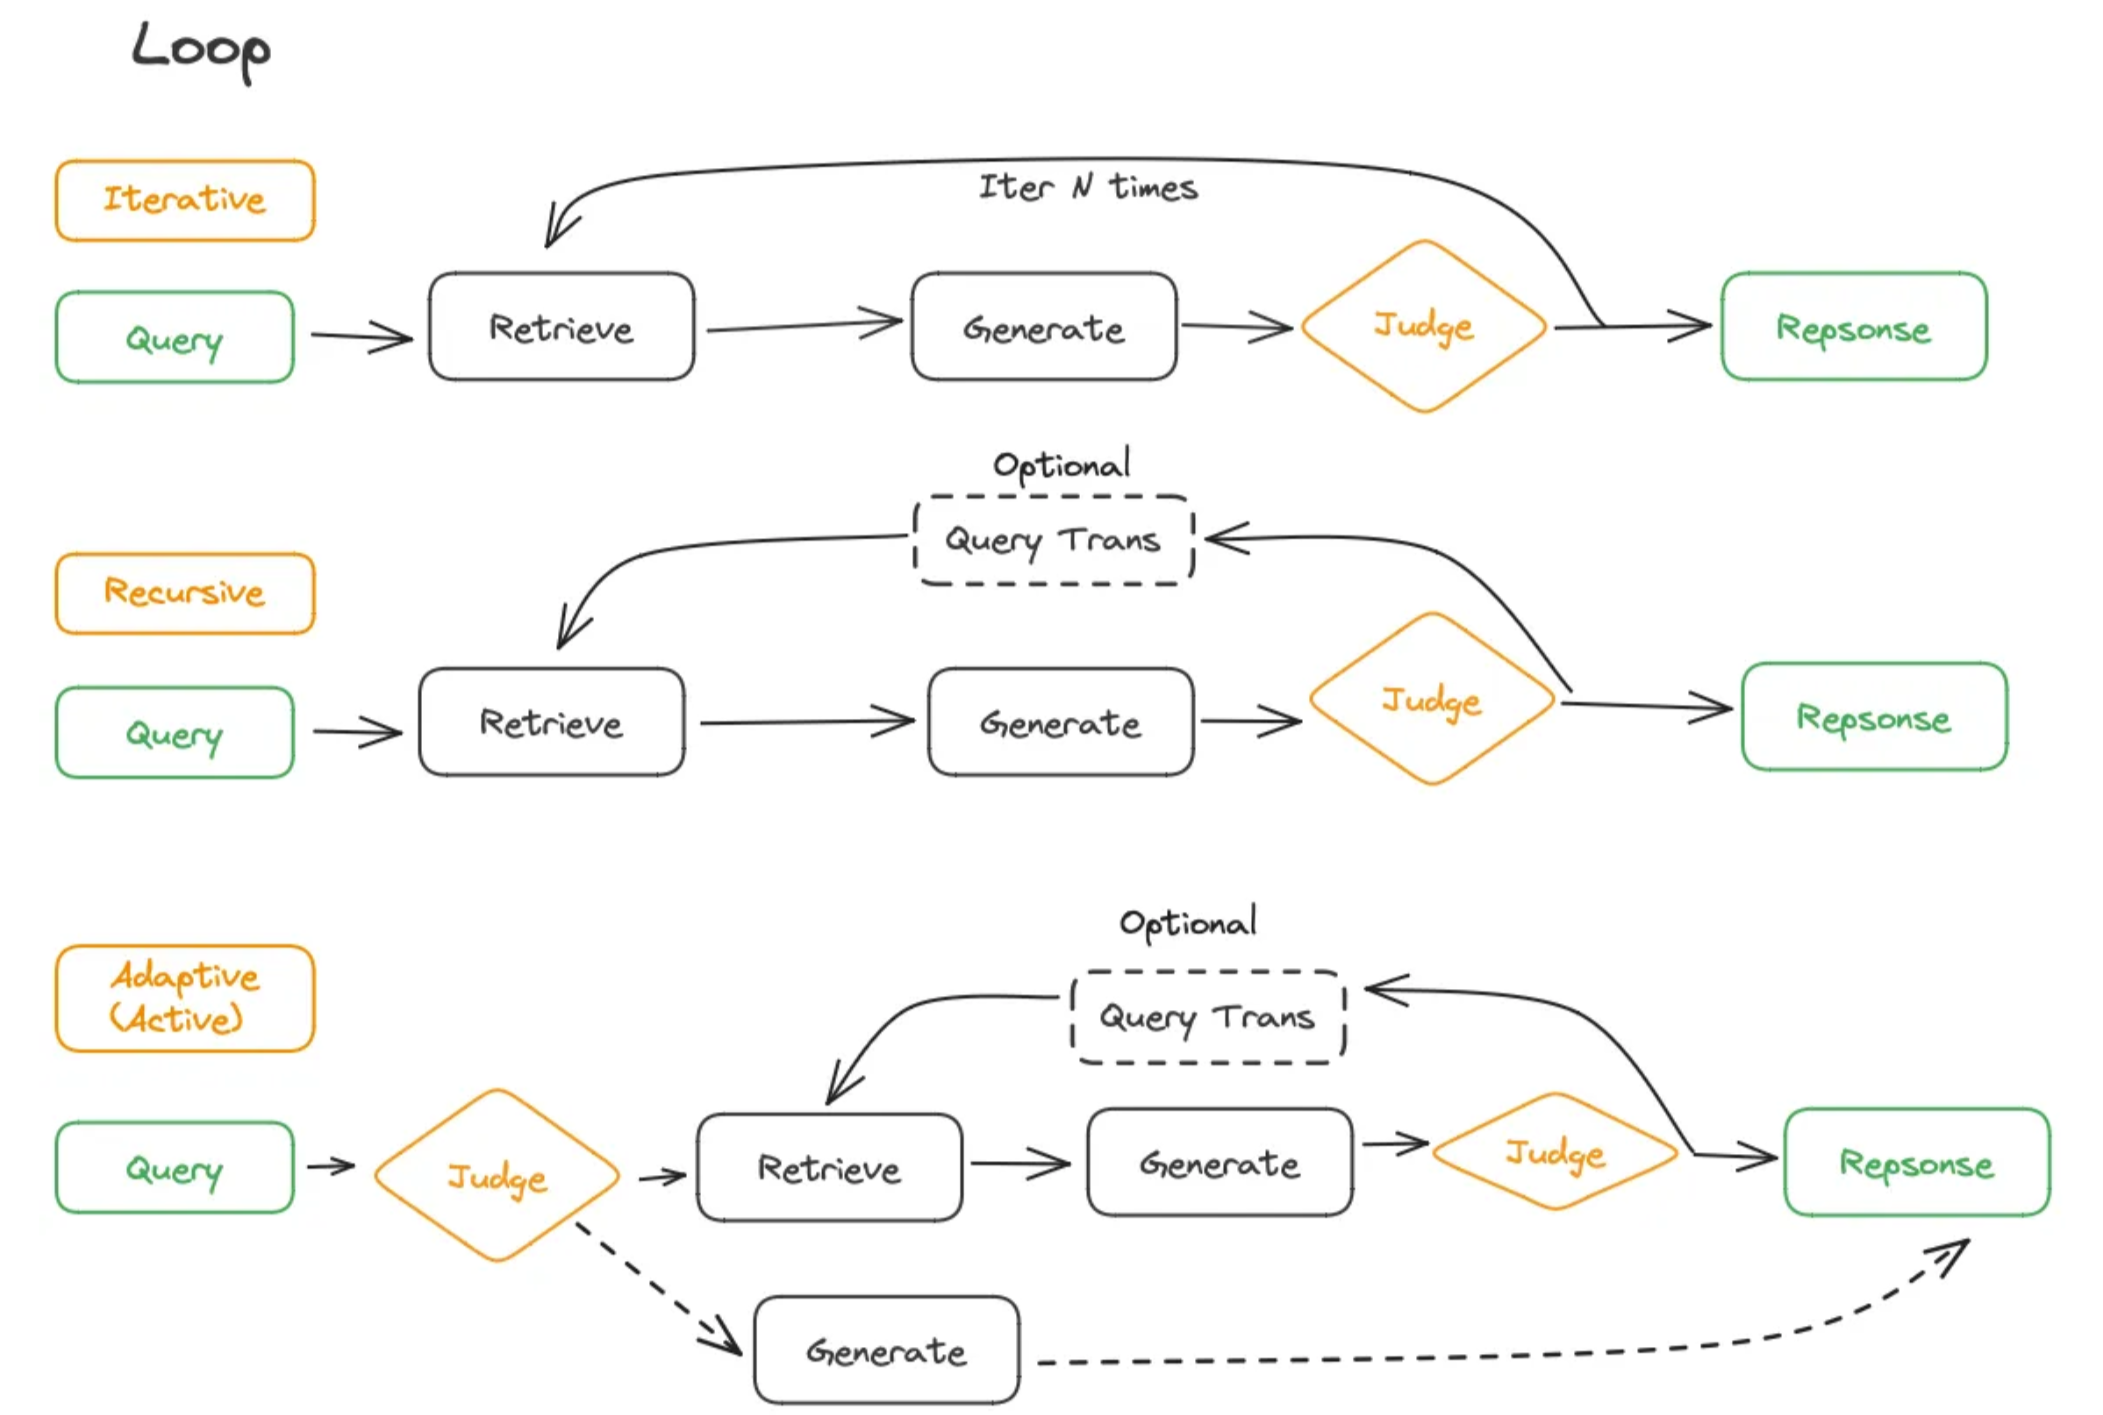 Loop
Iterative
Iter N times
Query
Retrieve
Generate
Judge
Repsonse
Optional
Query Trans
Recursive
Query
Retrieve
Generate
Judge
Repsonse
Optional
Adaptive
(Active)
Query Trans
Query
Judge
Retrieve
Generate
Judge
Repsonse
Generate